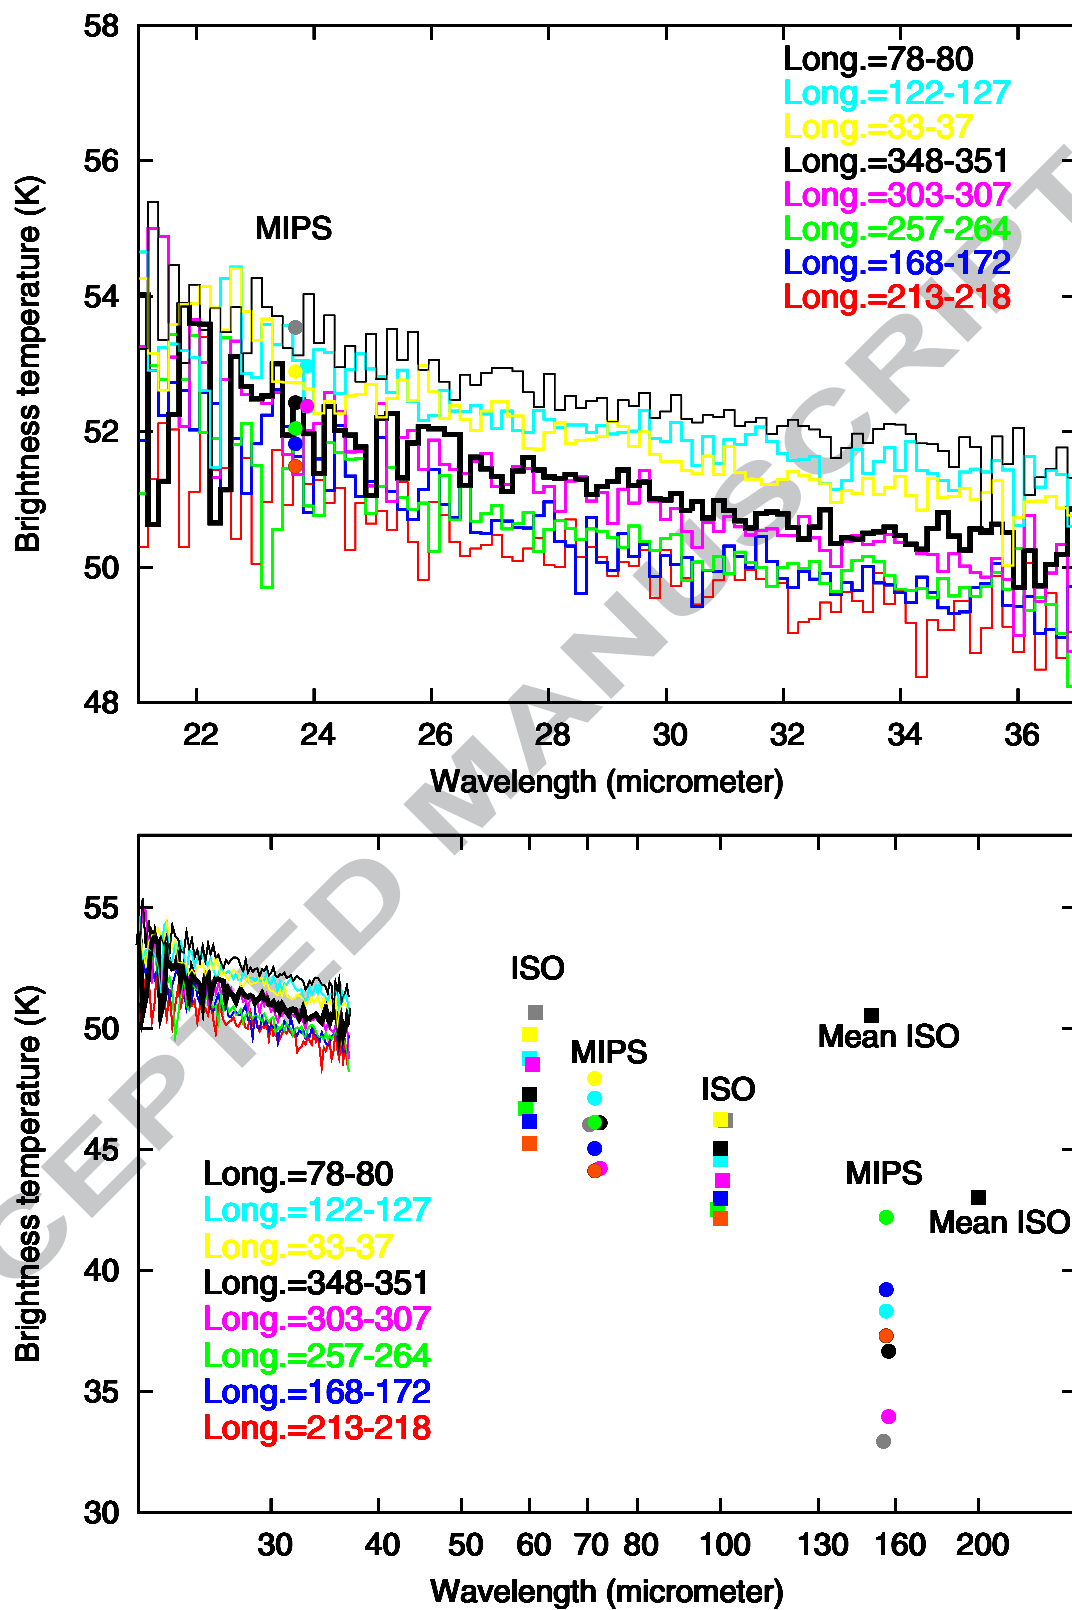 58
56
54
52
50
48
Brightness temperature (K)
MIPS
Long.=78-80
Long.=122-127
Long.=33-37
Long.=348-351
Long.=303-307
Long.=257-264
Long.=168-172
Long.=213-218
22 24 26 28 30 32 34 36
Wavelength (micrometer)
CEPTED MANUSCRIPT
55
50
45
40
35
30
Brightness temperature (K)
ISO
MIPS
ISO
Mean ISO
MIPS
Mean ISO
Long.=78-80
Long.=122-127
Long.=33-37
Long.=348-351
Long.=303-307
Long.=257-264
Long.=168-172
Long.=213-218
30 40 50 60 70 80 100 130 160 200
Wavelength (micrometer)